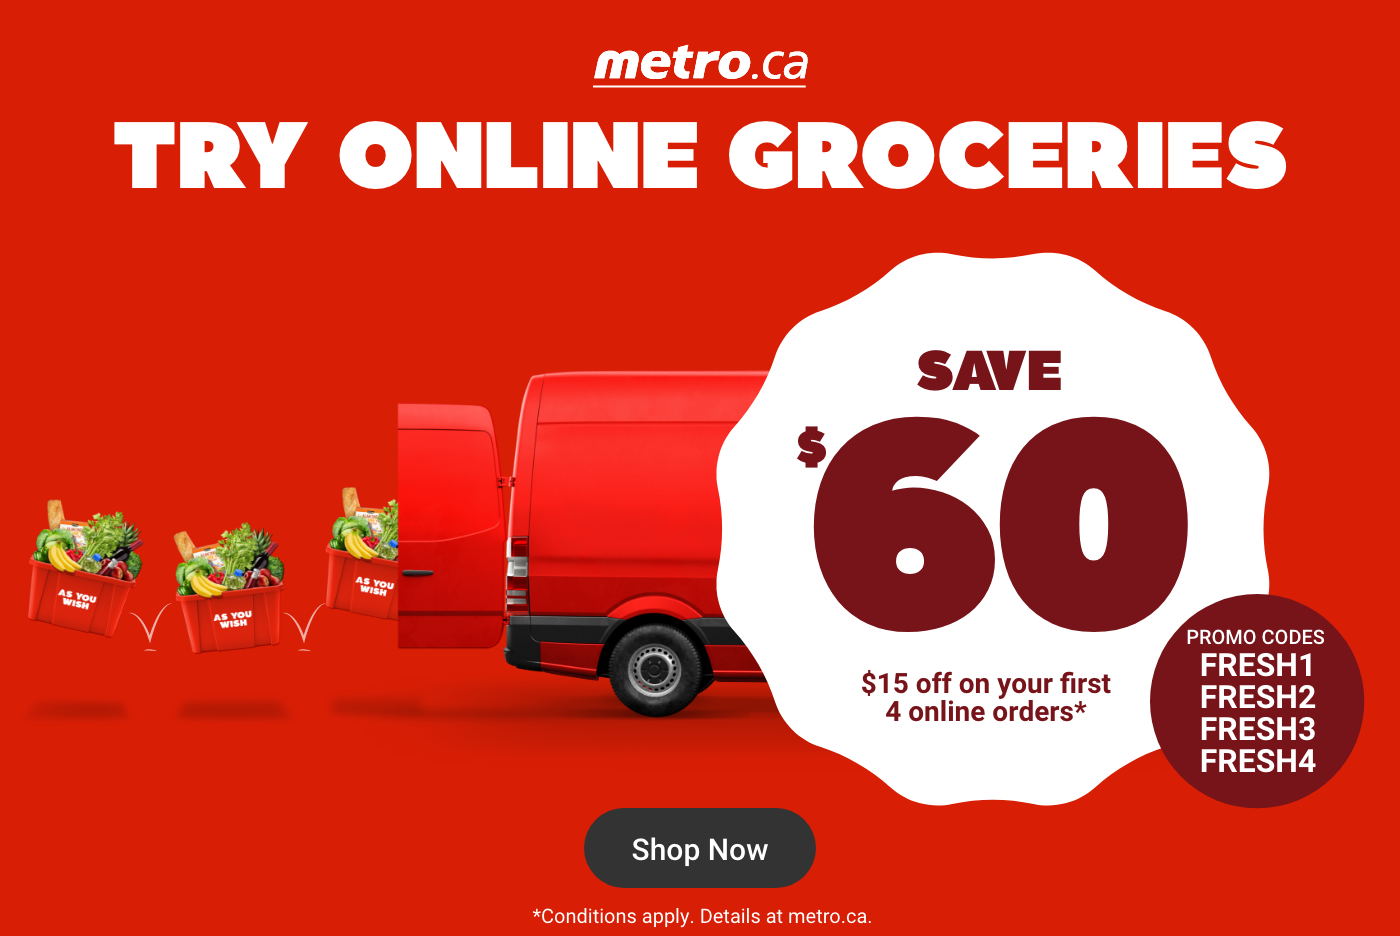 metro.ca
TRY ONLINE GROCERIES
SAVE
$60
$15 off on your first
4 online orders*
PROMO CODES
FRESH1
FRESH2
FRESH3
FRESH4
AS YOU
WISH
AS YOU
WISH
AS YOU
WISH
Shop Now
*Conditions apply. Details at metro.ca.